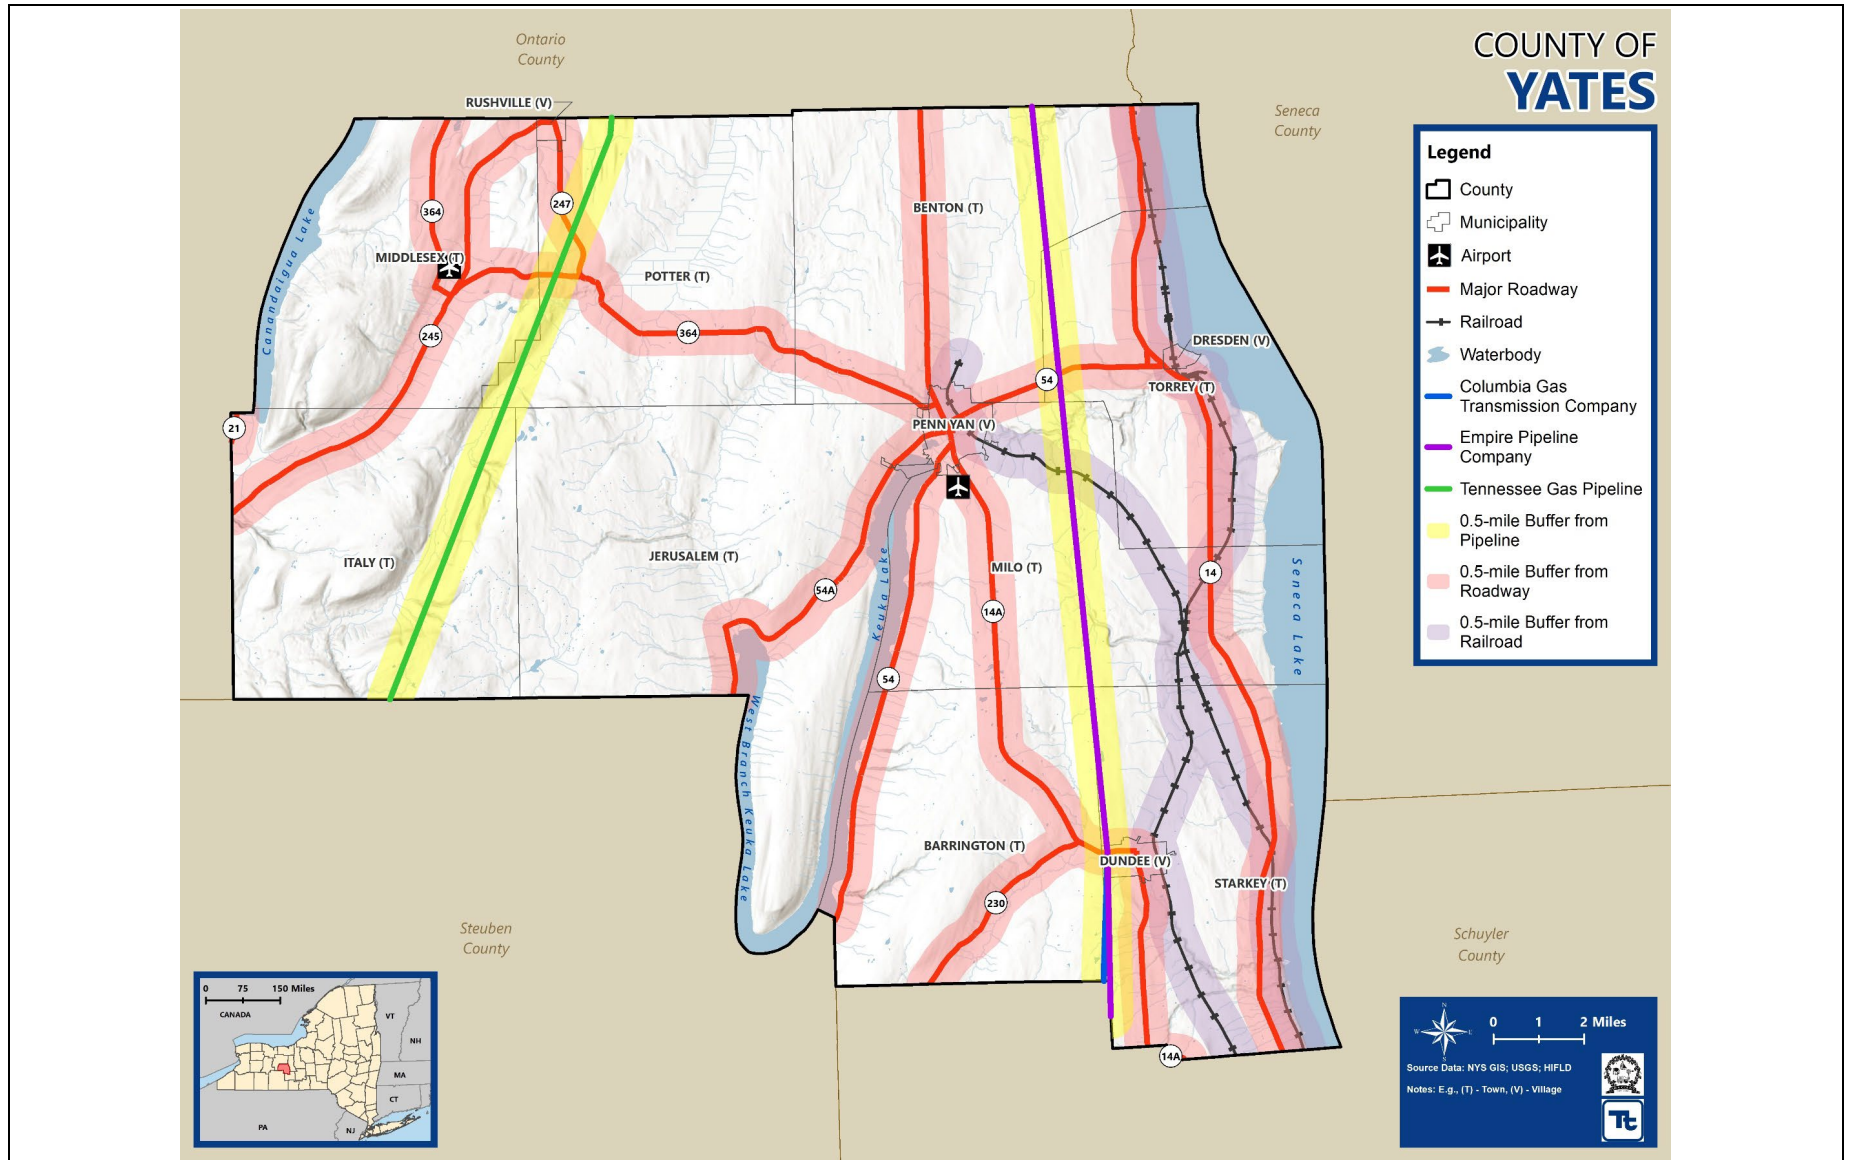 COUNTY OF
YATES
Ontario
County
Seneca
County
RUSHVILLE (V)
364
247
BENTON (T)
MIDDLESEX (T)
POTTER (T)
Canandaigua Lake
245
364
DRESDEN (V)
54
TORREY (T)
21
PENN YAN (V)
ITALY (T)
JERUSALEM (T)
MILO (T)
14
54A
14A
Keuka Lake
Seneca Lake
54
West Branch Keuka Lake
BARRINGTON (T)
DUNDEE (V)
STARKEY (T)
230
14A
Steuben
County
Schuyler
County
Legend
County
Municipality
Airport
Major Roadway
Railroad
Waterbody
Columbia Gas
Transmission Company
Empire Pipeline
Company
Tennessee Gas Pipeline
0.5-mile Buffer from
Pipeline
0.5-mile Buffer from
Roadway
0.5-mile Buffer from
Railroad
0 75 150 Miles
CANADA
VT
NH
MA
CT
PA
NJ
N
W
E
S
0 1 2 Miles
Source Data: NYS GIS; USGS; HIFLD
Notes: E.g., (T) - Town, (V) - Village
Tt